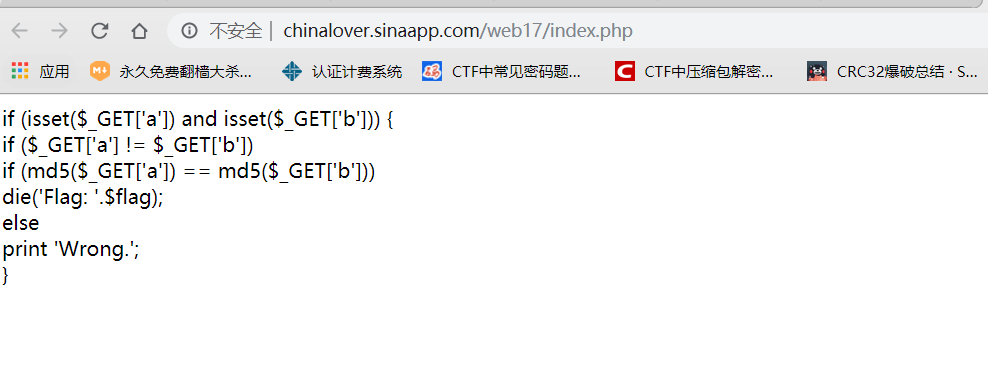 不安全 | chinalover.sinaapp.com/web17/index.php
应用 M+ 永久免费翻樯大杀... 认证计费系统 CTF中常见密码题... C CTF中压缩包解密... CRC32爆破总结 · S...
if (isset($_GET['a']) and isset($_GET['b'])) {
if ($_GET['a'] != $_GET['b'])
if (md5($_GET['a']) == md5($_GET['b']))
die('Flag: '.$flag);
else
print 'Wrong.';
}